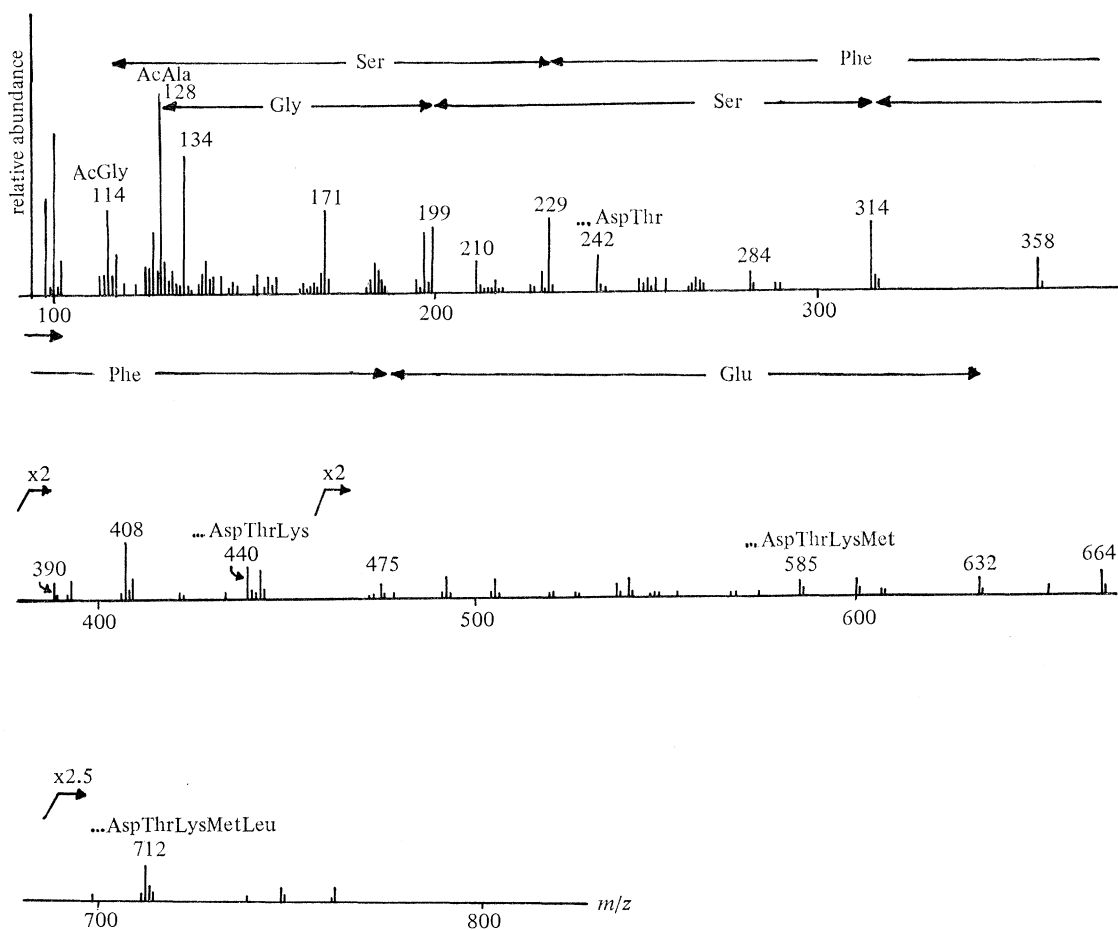 relative abundance
Ser
Phe
AcAla
128
Gly
Ser
134
AcGly
114
171
199
229
... AspThr
242
210
284
314
358
100
200
300
Phe
Glu
x2
x2
390
408
... AspThrLys
440
475
... AspThrLysMet
585
632
664
400
500
600
x2.5
...AspThrLysMetLeu
712
700
800
m/z